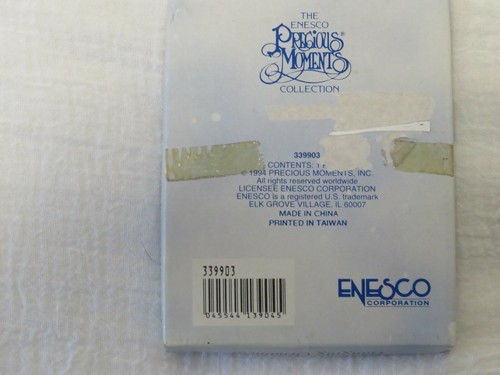 THE
ENESCO
PRECIOUS®
MOMENTS
COLLECTION
339903
CONTENTS: 1
© 1994 PRECIOUS MOMENTS, INC.
All rights reserved worldwide
LICENSEE ENESCO CORPORATION
ENESCO is a registered U.S. trademark
ELK GROVE VILLAGE, IL 60007
MADE IN CHINA
PRINTED IN TAIWAN
339903
045544 139045
ENESCO
CORPORATION